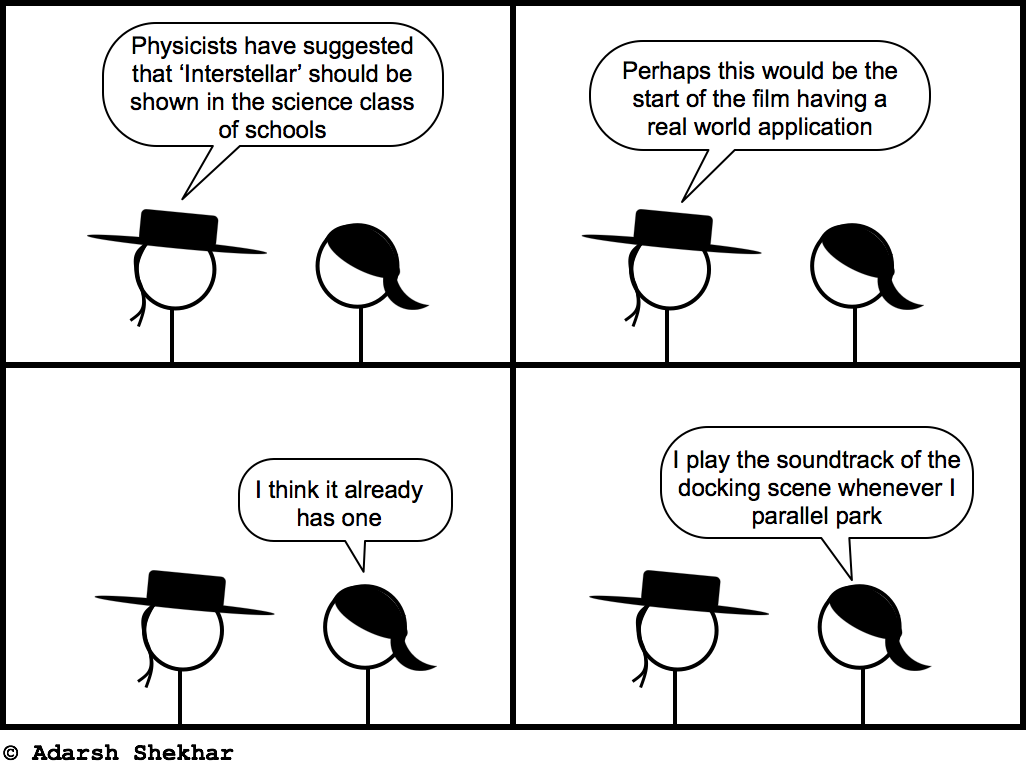 Physicists have suggested
that ‘Interstellar’ should be
shown in the science class
of schools
Perhaps this would be the
start of the film having a
real world application
I think it already
has one
I play the soundtrack of the
docking scene whenever I
parallel park
© Adarsh Shekhar